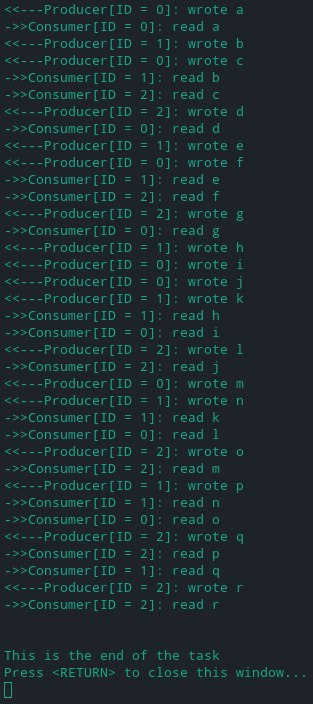 <<---Producer[ID = 0]: wrote a
->>Consumer[ID = 0]: read a
<<---Producer[ID = 1]: wrote b
<<---Producer[ID = 0]: wrote c
->>Consumer[ID = 1]: read b
->>Consumer[ID = 2]: read c
<<---Producer[ID = 2]: wrote d
->>Consumer[ID = 0]: read d
<<---Producer[ID = 1]: wrote e
<<---Producer[ID = 0]: wrote f
->>Consumer[ID = 1]: read e
->>Consumer[ID = 2]: read f
<<---Producer[ID = 2]: wrote g
->>Consumer[ID = 0]: read g
<<---Producer[ID = 1]: wrote h
<<---Producer[ID = 0]: wrote i
<<---Producer[ID = 0]: wrote j
<<---Producer[ID = 1]: wrote k
->>Consumer[ID = 1]: read h
->>Consumer[ID = 0]: read i
<<---Producer[ID = 2]: wrote l
->>Consumer[ID = 2]: read j
<<---Producer[ID = 0]: wrote m
<<---Producer[ID = 1]: wrote n
->>Consumer[ID = 1]: read k
->>Consumer[ID = 0]: read l
<<---Producer[ID = 2]: wrote o
->>Consumer[ID = 2]: read m
<<---Producer[ID = 1]: wrote p
->>Consumer[ID = 1]: read n
->>Consumer[ID = 0]: read o
<<---Producer[ID = 2]: wrote q
->>Consumer[ID = 2]: read p
->>Consumer[ID = 1]: read q
<<---Producer[ID = 2]: wrote r
->>Consumer[ID = 2]: read r
This is the end of the task
Press <RETURN> to close this window...